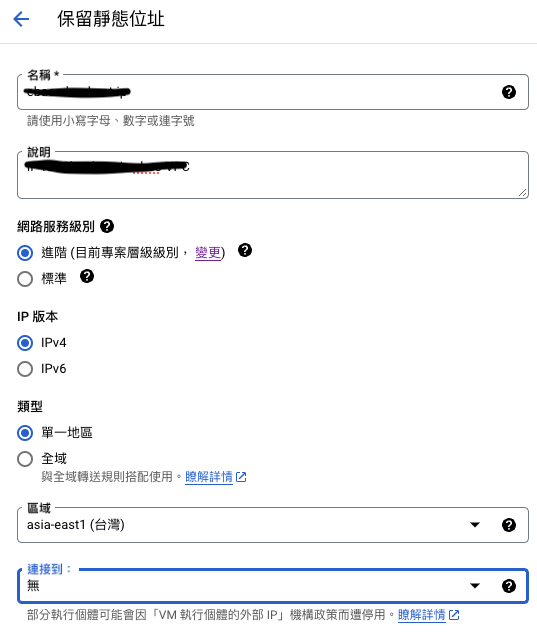 保留靜態位址
名稱 *
請使用小寫字母、數字或連字號
說明
網路服務級別
進階 (目前專案層級級別， 變更)
標準
IP 版本
IPv4
IPv6
類型
單一地區
全域
與全域轉送規則搭配使用。瞭解詳情
區域
asia-east1 (台灣)
連接到：
無
部分執行個體可能會因「VM 執行個體的外部 IP」機構政策而遭停用。瞭解詳情